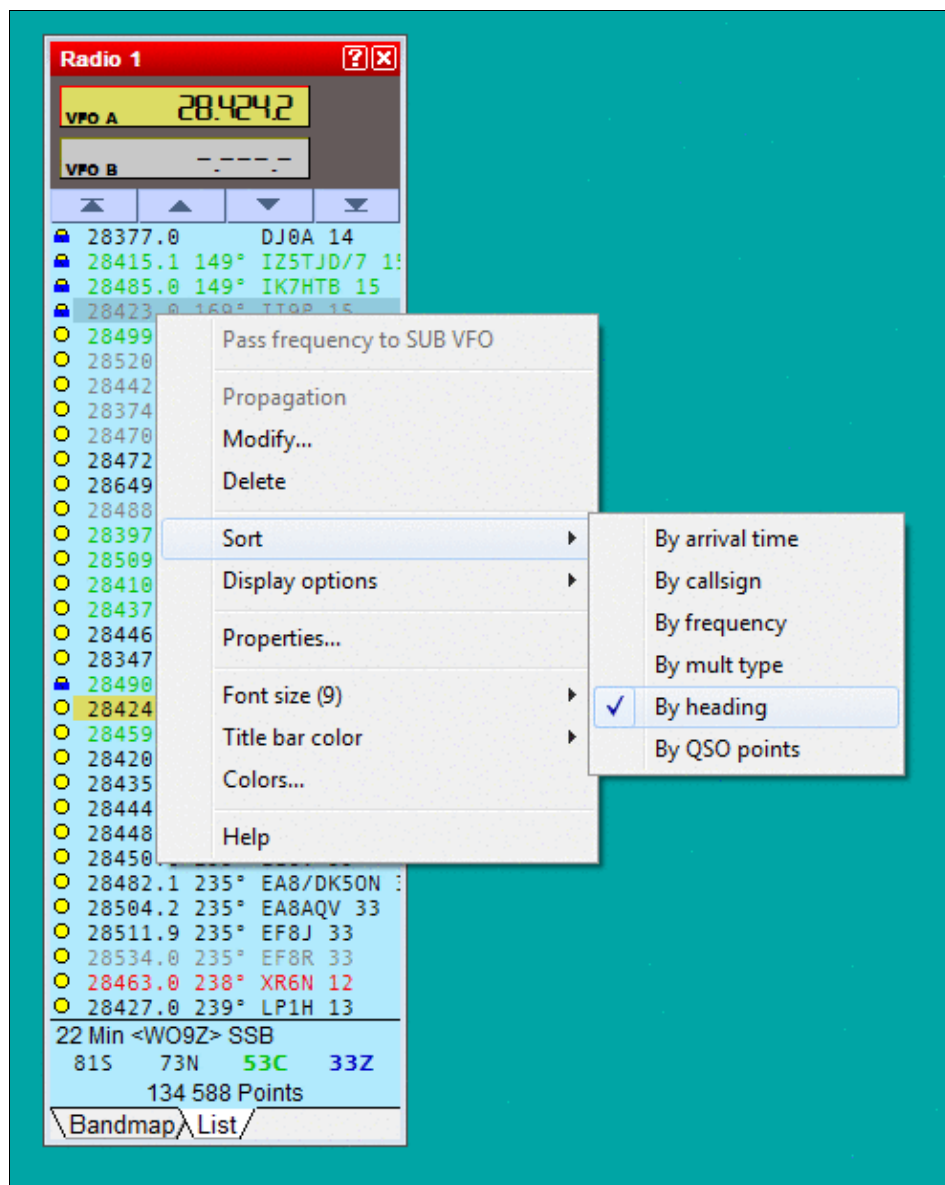 Radio 1
VFO A 28.424.2
VFO B -.---.-
28377.0 DJ0A 14
28415.1 149° IZ5TJD/7
28485.0 149° IK7HTB 15
28423.0 169° IT9P 15
28499
28520
28442
28374
28470
28472
28649
28488
28397
28509
28410
28437
28446
28347
28490
28424
28459
28420
28435
28444
28448
28450.
28482.1 235° EA8/DK5ON
28504.2 235° EA8AQV 33
28511.9 235° EF8J 33
28534.0 235° EF8R 33
28463.0 238° XR6N 12
28427.0 239° LP1H 13
22 Min <WO9Z> SSB
81S 73N 53C 33Z
134 588 Points
Bandmap List
Pass frequency to SUB VFO
Propagation
Modify...
Delete
Sort
Display options
Properties...
Font size (9)
Title bar color
Colors...
Help
By arrival time
By callsign
By frequency
By mult type
By heading
By QSO points